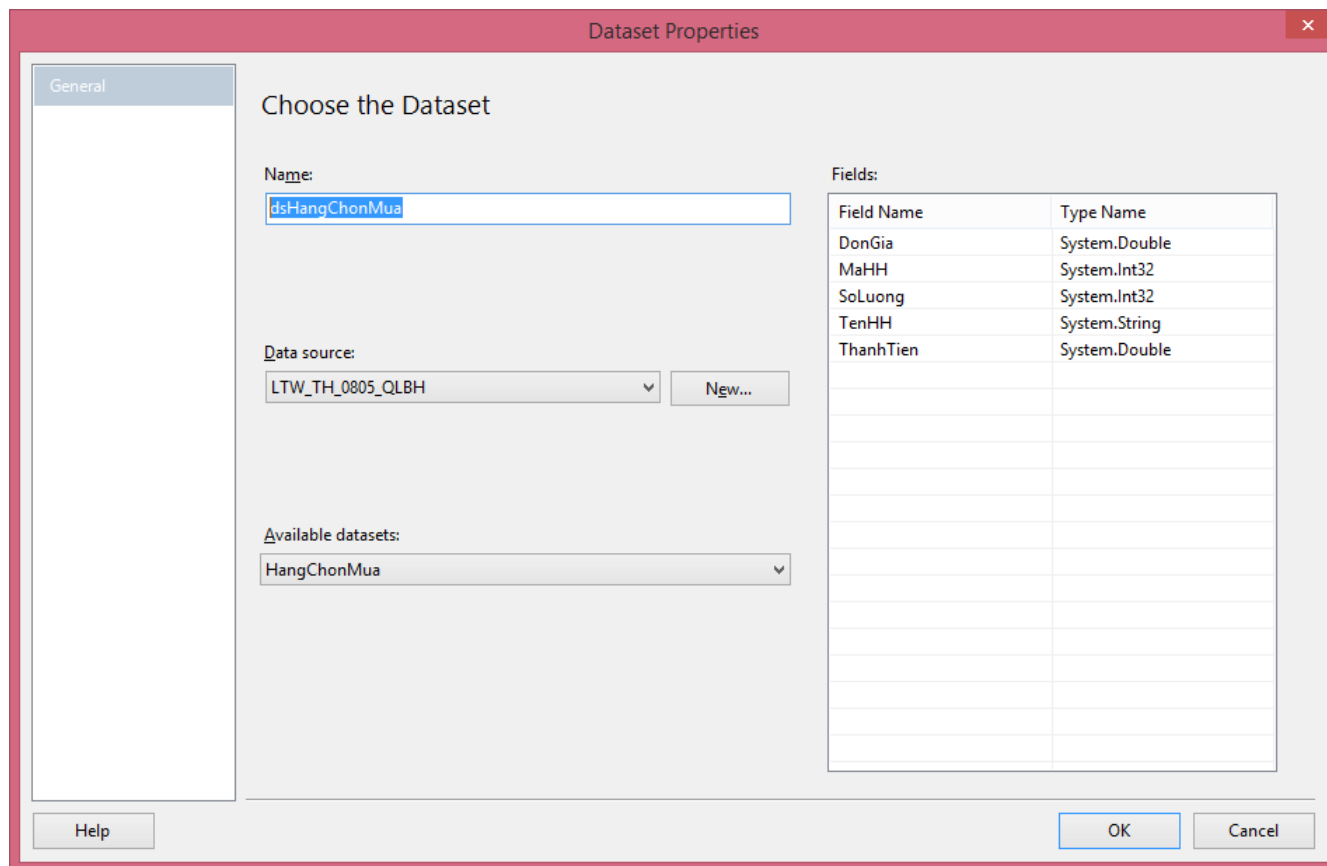 Dataset Properties
General
Choose the Dataset
Name:
dsHangChonMua
Data source:
LTW_TH_0805_QLBH
New...
Available datasets:
HangChonMua
Fields:
Field Name Type Name
DonGia System.Double
MaHH System.Int32
SoLuong System.Int32
TenHH System.String
ThanhTien System.Double
Help
OK
Cancel